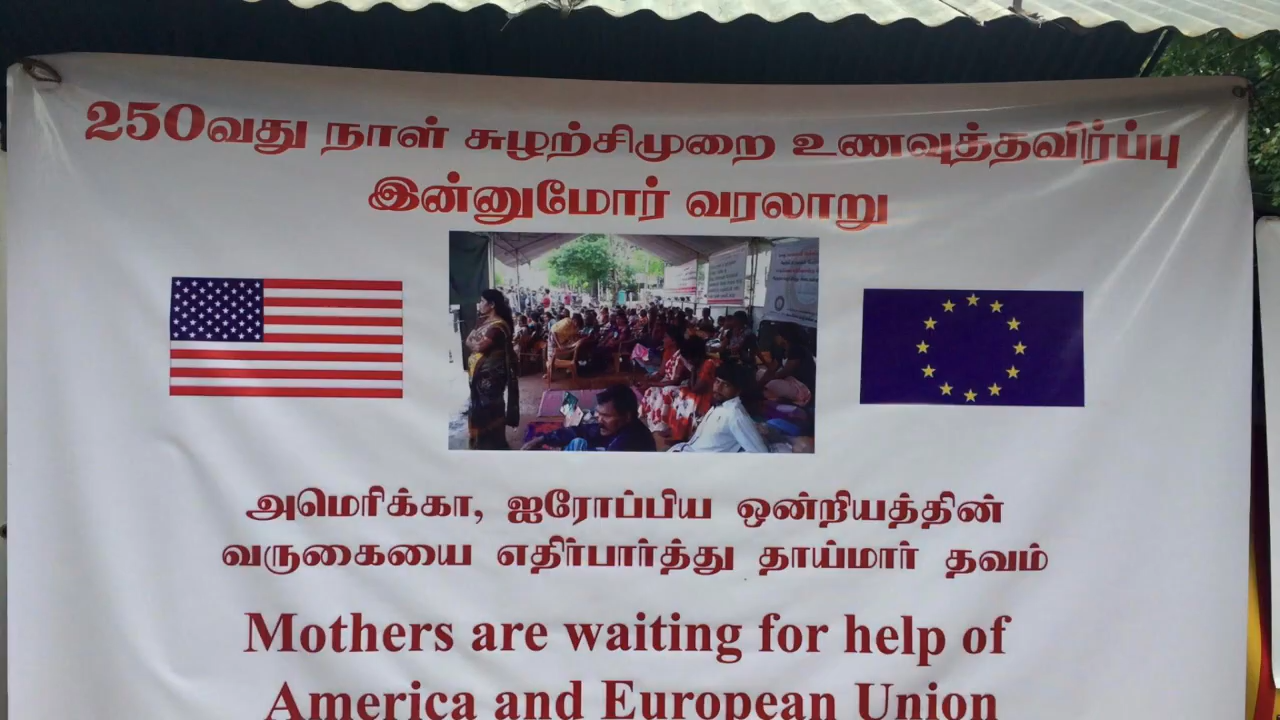 250வது நாள் சுழற்சிமுறை உணவுத்தவிர்ப்பு
இன்னுமோர் வரலாறு
அமெரிக்கா, ஐரோப்பிய ஒன்றியத்தின்
வருகையை எதிர்பார்த்து தாய்மார் தவம்
Mothers are waiting for help of
America and European Union